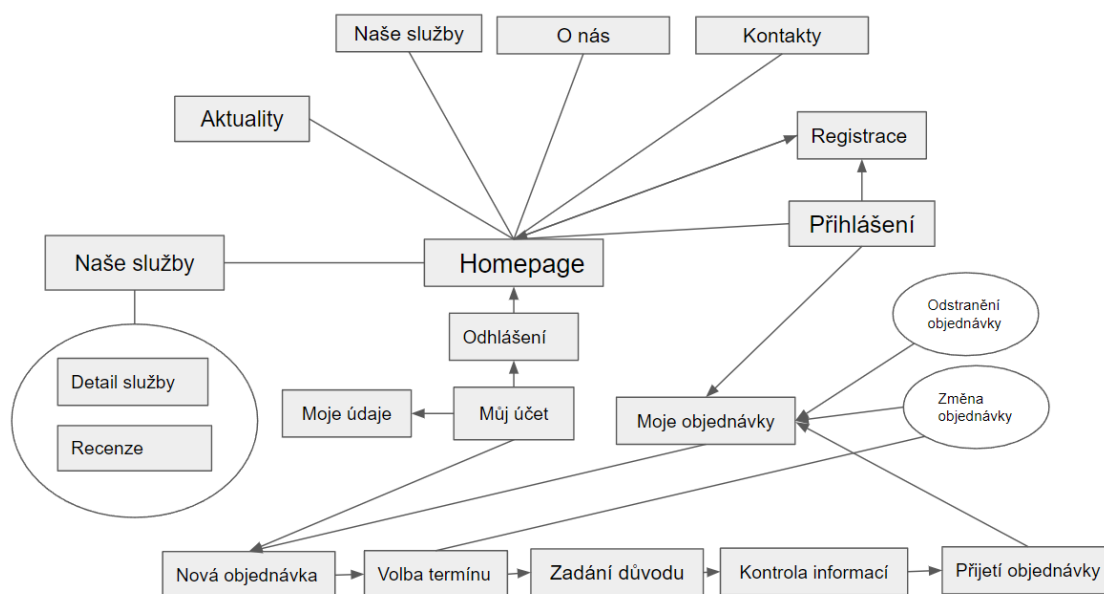 Naše služby
O nás
Kontakty
Aktuality
Registrace
Přihlášení
Naše služby
Homepage
Odstranění
objednávky
Odhlášení
Detail služby
Moje údaje
Můj účet
Moje objednávky
Změna
objednávky
Recenze
Nová objednávka
Volba termínu
Zadání důvodu
Kontrola informací
Přijetí objednávky